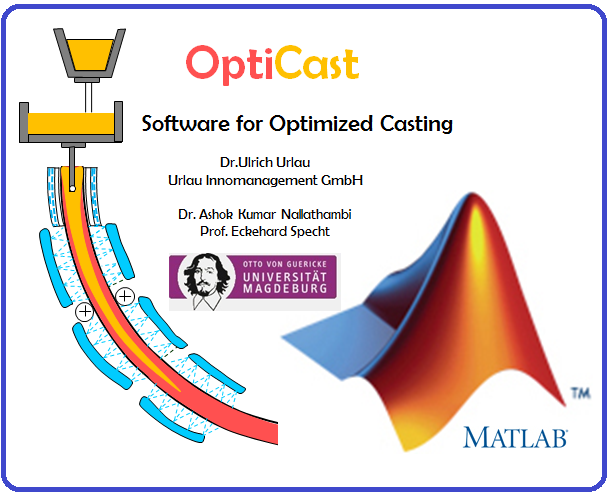 OptiCast
Software for Optimized Casting
Dr.Ulrich Urlau
Urlau Innomanagement GmbH
Dr. Ashok Kumar Nallathambi
Prof. Eckehard Specht
OTTO VON GUERICKE
UNIVERSITÄT
MAGDEBURG
TM
MATLAB